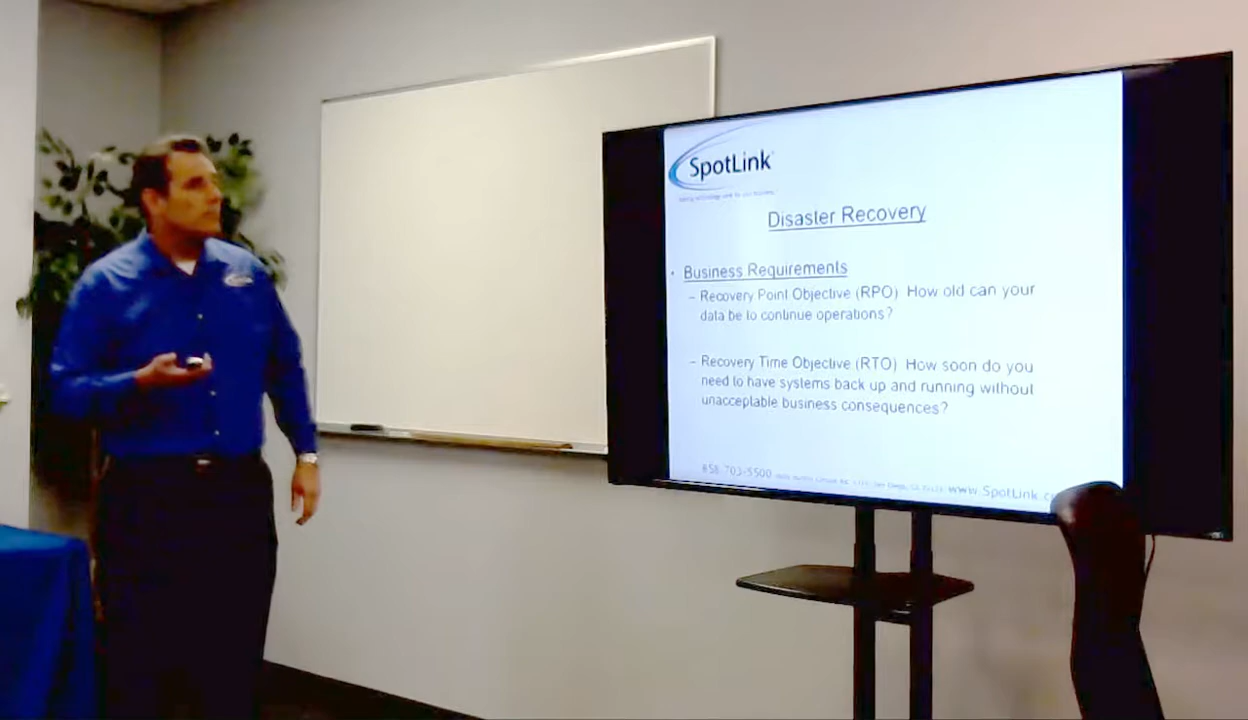 SpotLink
Disaster Recovery
• Business Requirements
– Recovery Point Objective (RPO) How old can your
data be to continue operations?
– Recovery Time Objective (RTO) How soon do you
need to have systems back up and running without
unacceptable business consequences?
858-703-5500 www.SpotLink.c